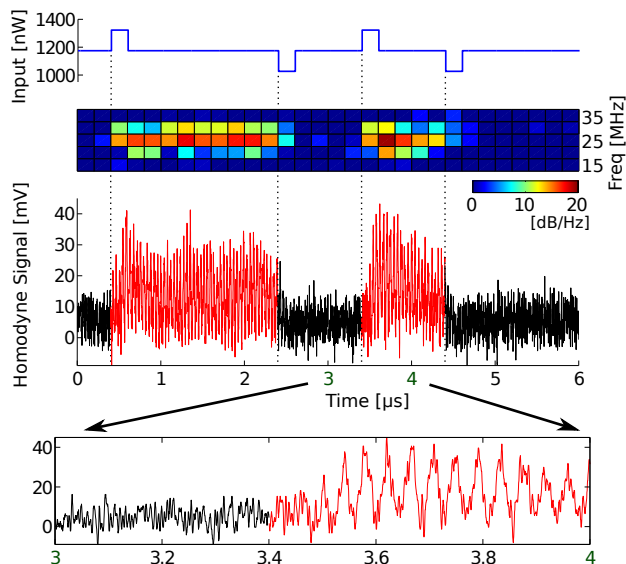 1400
1200
1000
Input [nW]
35
25
15
Freq [MHz]
0 10 20
[dB/Hz]
40
30
20
10
0
Homodyne Signal [mV]
0 1 2 3 4 5 6
Time [μs]
40
20
0
3 3.2 3.4 3.6 3.8 4